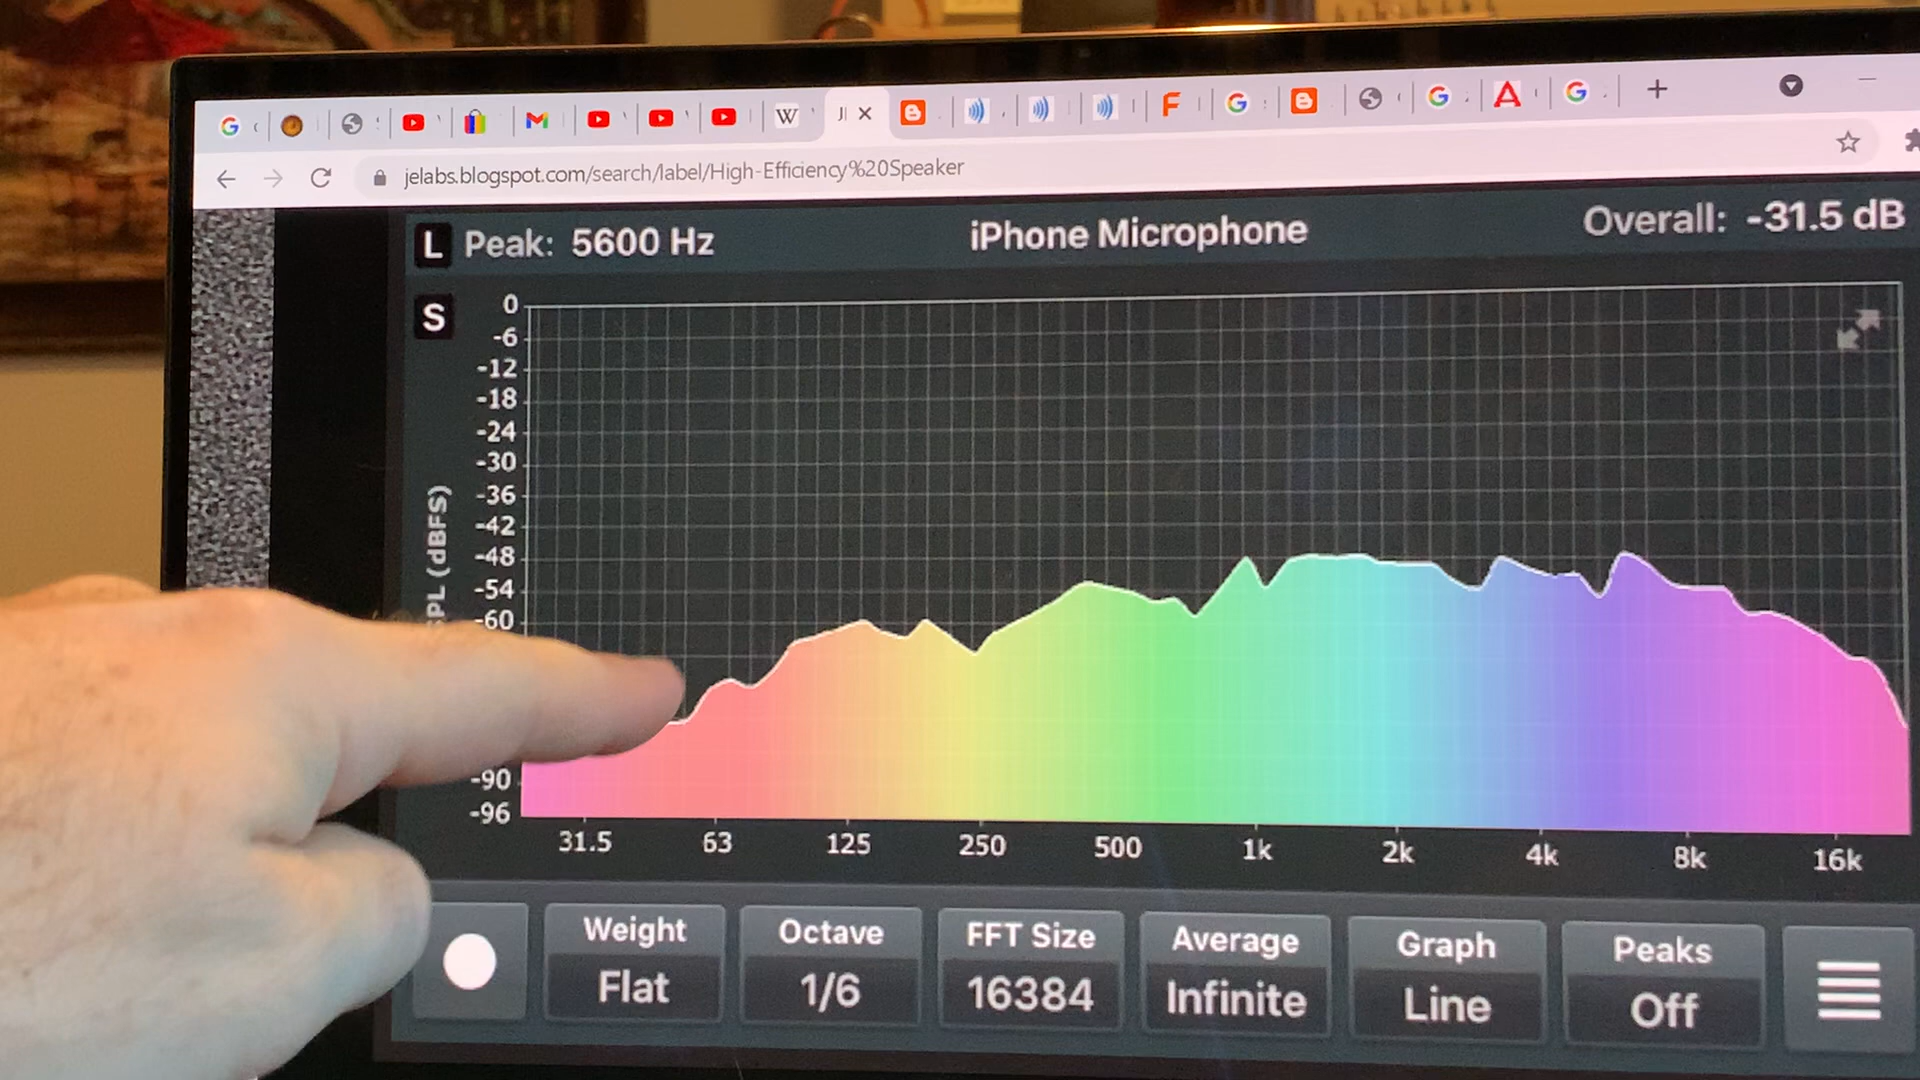 jelabs.blogspot.com/search/label/High-Efficiency%20Speaker
L Peak: 5600 Hz
iPhone Microphone
Overall: -31.5 dB
S
0
-6
-12
-18
-24
-30
-36
-42
-48
-54
-60
-90
-96
(dBFS)
31.5 63 125 250 500 1k 2k 4k 8k 16k
Weight
Flat
Octave
1/6
FFT Size
16384
Average
Infinite
Graph
Line
Peaks
Off